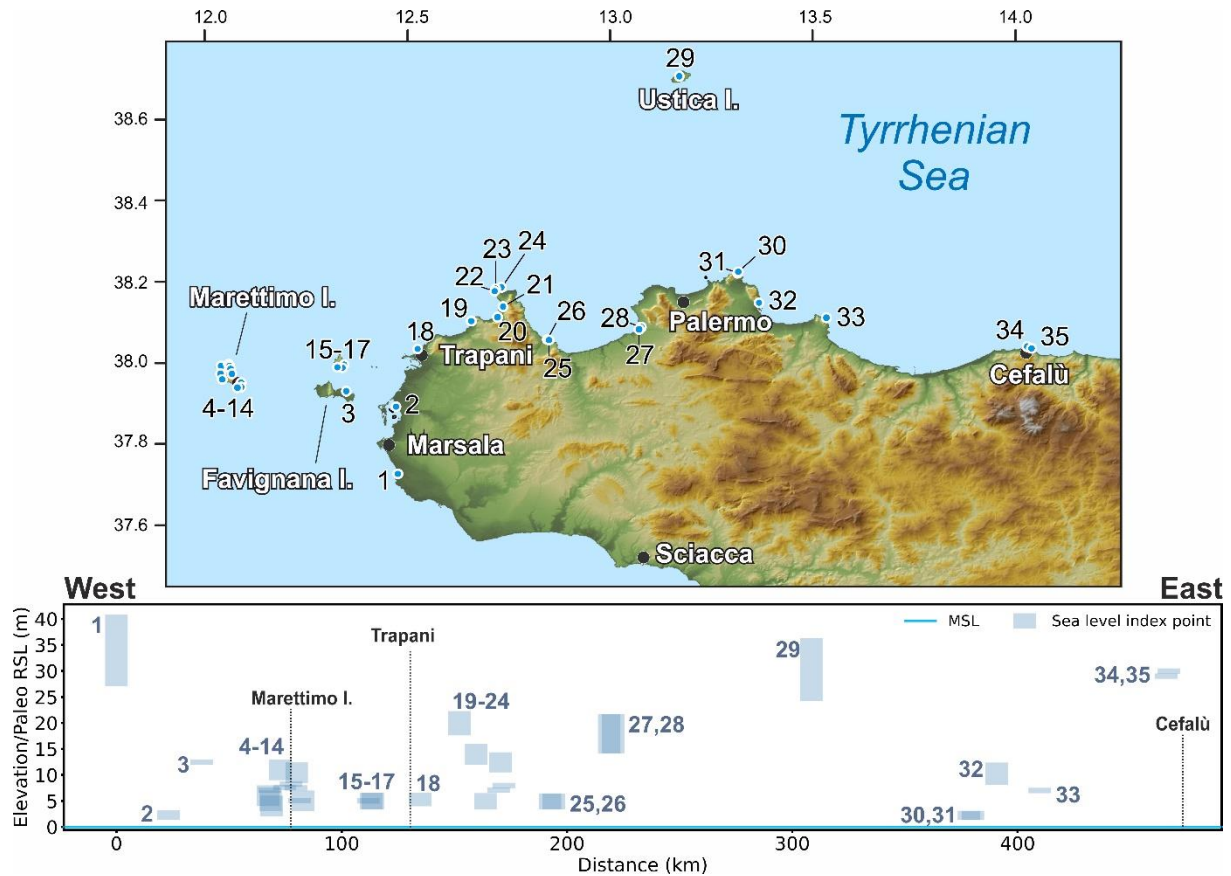 12.0 12.5 13.0 13.5 14.0
29
Ustica I.
38.6
Tyrrhenian
Sea
38.4
24
23
30
22
31
38.2
21
Marettimo I.
19
26
32
28
33
15-17
18
20
Palermo
34
35
Trapani
27
38.0
25
Cefalù
4-14
3
2
37.8
Marsala
Favignana I.
1
37.6
Sciacca
West
East
Elevation/Paleo RSL (m)
40
35
30
25
20
15
10
5
0
1
Trapani
MSL
Sea level index point
29
34,35
Marettimo I.
19-24
Cefalù
27,28
4-14
3
15-17
18
32
33
2
25,26
30,31
0 100 200 300 400
Distance (km)